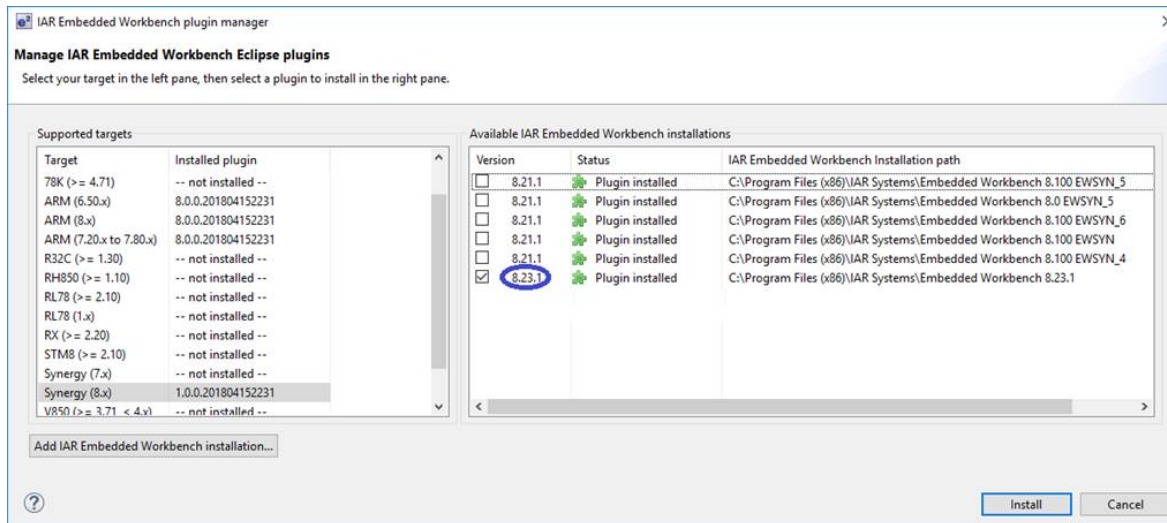 e² IAR Embedded Workbench plugin manager
Manage IAR Embedded Workbench Eclipse plugins
Select your target in the left pane, then select a plugin to install in the right pane.
Supported targets
Target Installed plugin
78K (>= 4.71) -- not installed --
ARM (6.50.x) 8.0.0.201804152231
ARM (8.x) 8.0.0.201804152231
ARM (7.20.x to 7.80.x) 8.0.0.201804152231
R32C (>= 1.30) -- not installed --
RH850 (>= 1.10) -- not installed --
RL78 (>= 2.10) -- not installed --
RL78 (1.x) -- not installed --
RX (>= 2.20) -- not installed --
STM8 (>= 2.10) -- not installed --
Synergy (7.x) -- not installed --
Synergy (8.x) 1.0.0.201804152231
V850 (>= 3.71 < 4.x) -- not installed --
Available IAR Embedded Workbench installations
Version Status IAR Embedded Workbench Installation path
8.21.1 Plugin installed C:\Program Files (x86)\IAR Systems\Embedded Workbench 8.100 EWSYN_5
8.21.1 Plugin installed C:\Program Files (x86)\IAR Systems\Embedded Workbench 8.0 EWSYN_5
8.21.1 Plugin installed C:\Program Files (x86)\IAR Systems\Embedded Workbench 8.100 EWSYN_6
8.21.1 Plugin installed C:\Program Files (x86)\IAR Systems\Embedded Workbench 8.100 EWSYN
8.21.1 Plugin installed C:\Program Files (x86)\IAR Systems\Embedded Workbench 8.100 EWSYN_4
8.23.1 Plugin installed C:\Program Files (x86)\IAR Systems\Embedded Workbench 8.23.1
Add IAR Embedded Workbench installation...
?
Install Cancel